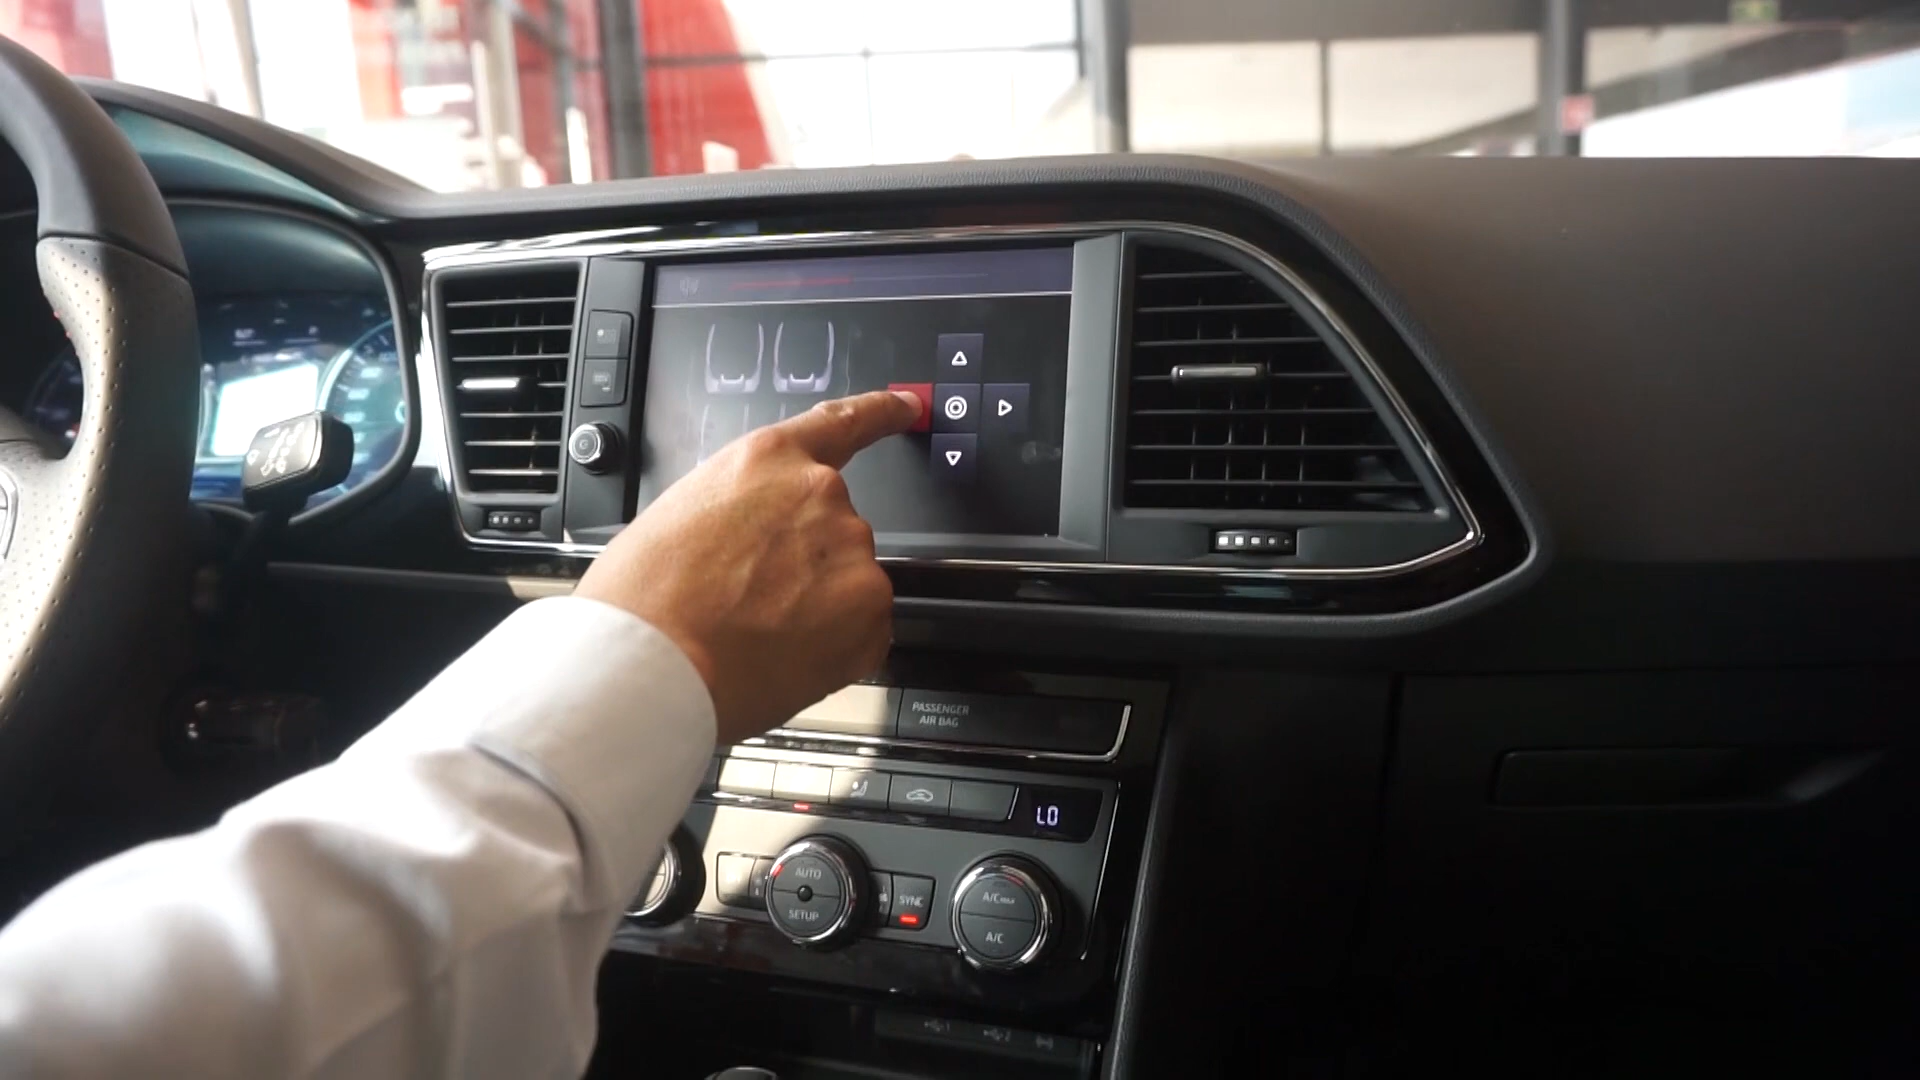 PASSENGER
AIR BAG
LO
AUTO
SETUP
SYNC
A/C MAX
A/C